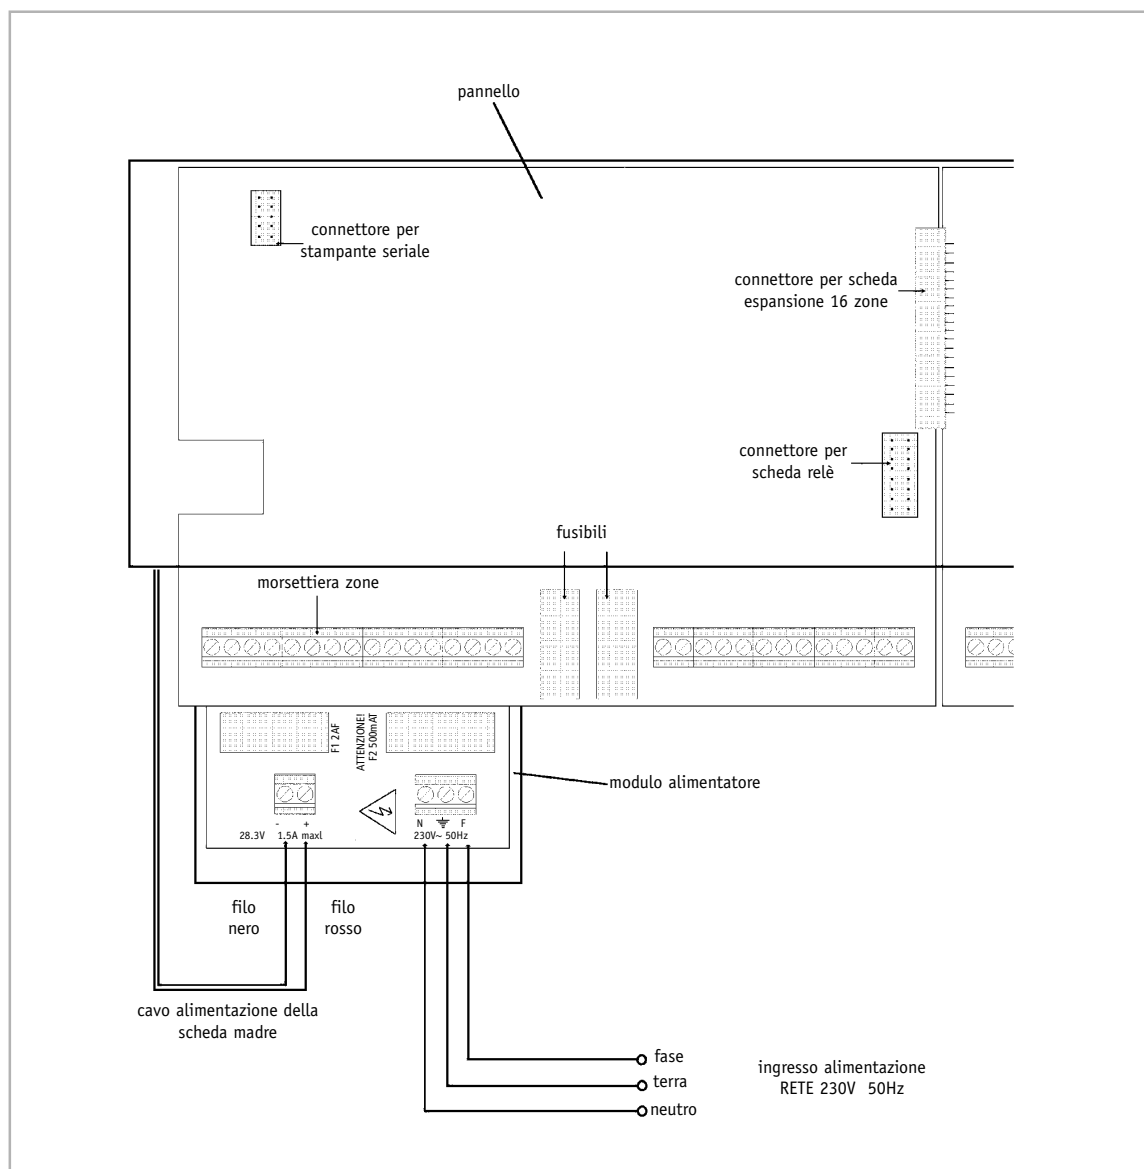 pannello
connettore per
stampante seriale
connettore per scheda
espansione 16 zone
connettore per
scheda relè
fusibili
morsettiera zone
F1 2AF
ATTENZIONE!
F2 500mAT
modulo alimentatore
- +
28.3V 1.5A maxl
N F
230V~ 50Hz
filo
nero
filo
rosso
cavo alimentazione della
scheda madre
fase
terra
neutro
ingresso alimentazione
RETE 230V 50Hz